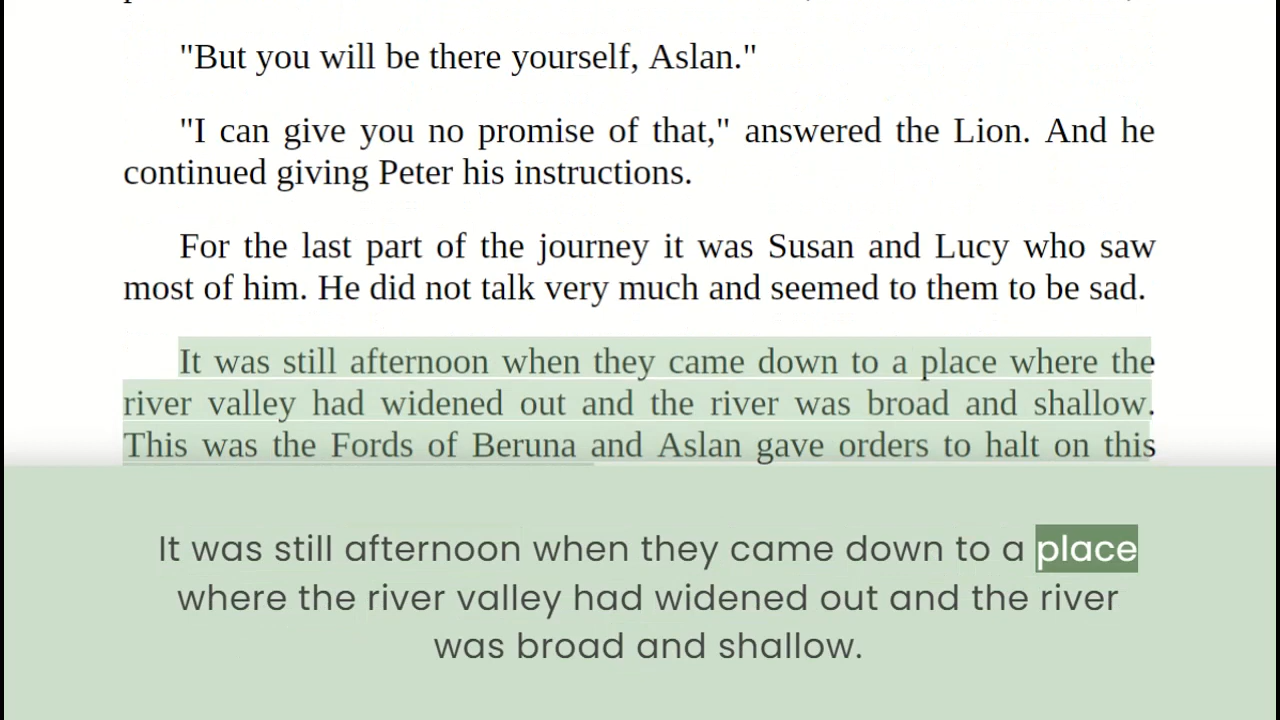 "But you will be there yourself, Aslan."
"I can give you no promise of that," answered the Lion. And he
continued giving Peter his instructions.
For the last part of the journey it was Susan and Lucy who saw
most of him. He did not talk very much and seemed to them to be sad.
It was still afternoon when they came down to a place where the
river valley had widened out and the river was broad and shallow.
This was the Fords of Beruna and Aslan gave orders to halt on this
It was still afternoon when they came down to a place
where the river valley had widened out and the river
was broad and shallow.